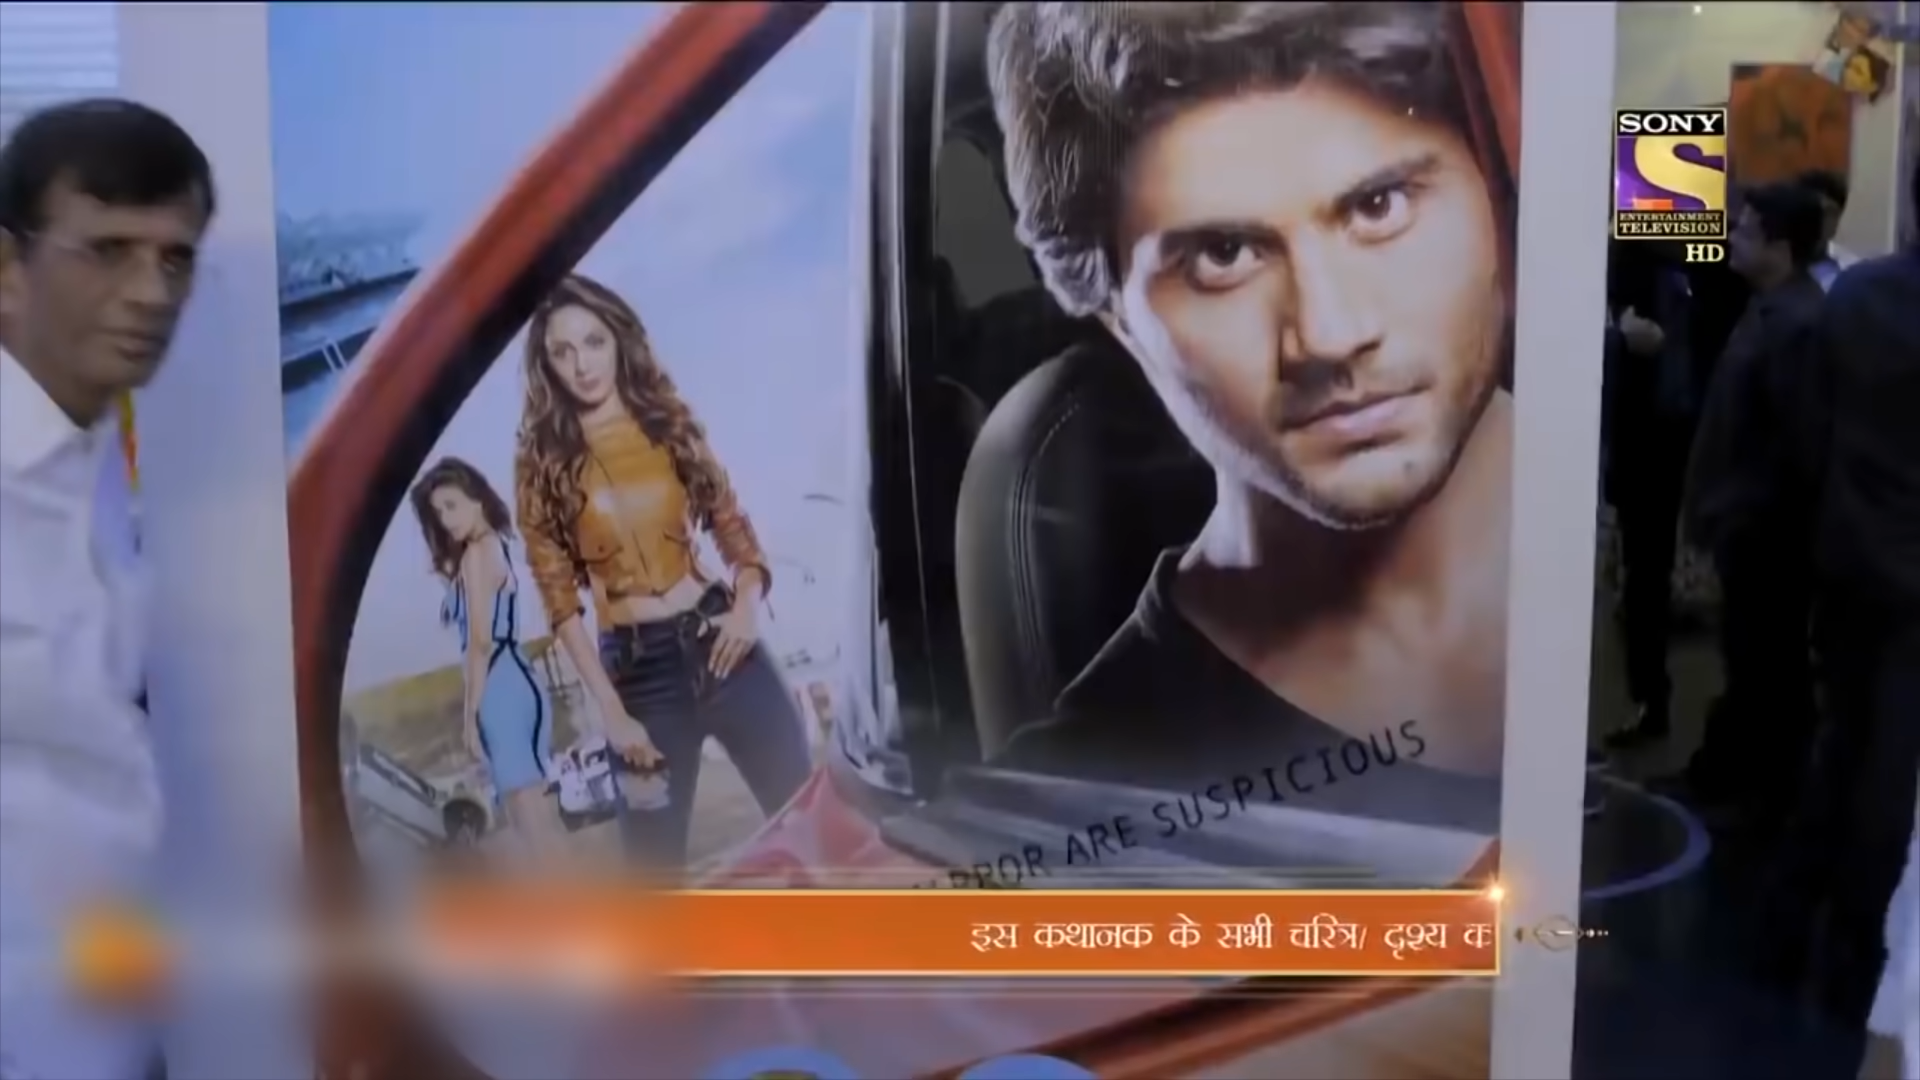 SONY
ENTERTAINMENT
TELEVISION
HD
ARE SUSPICIOUS
इस कथानक के सभी चरित्र/ दृश्य